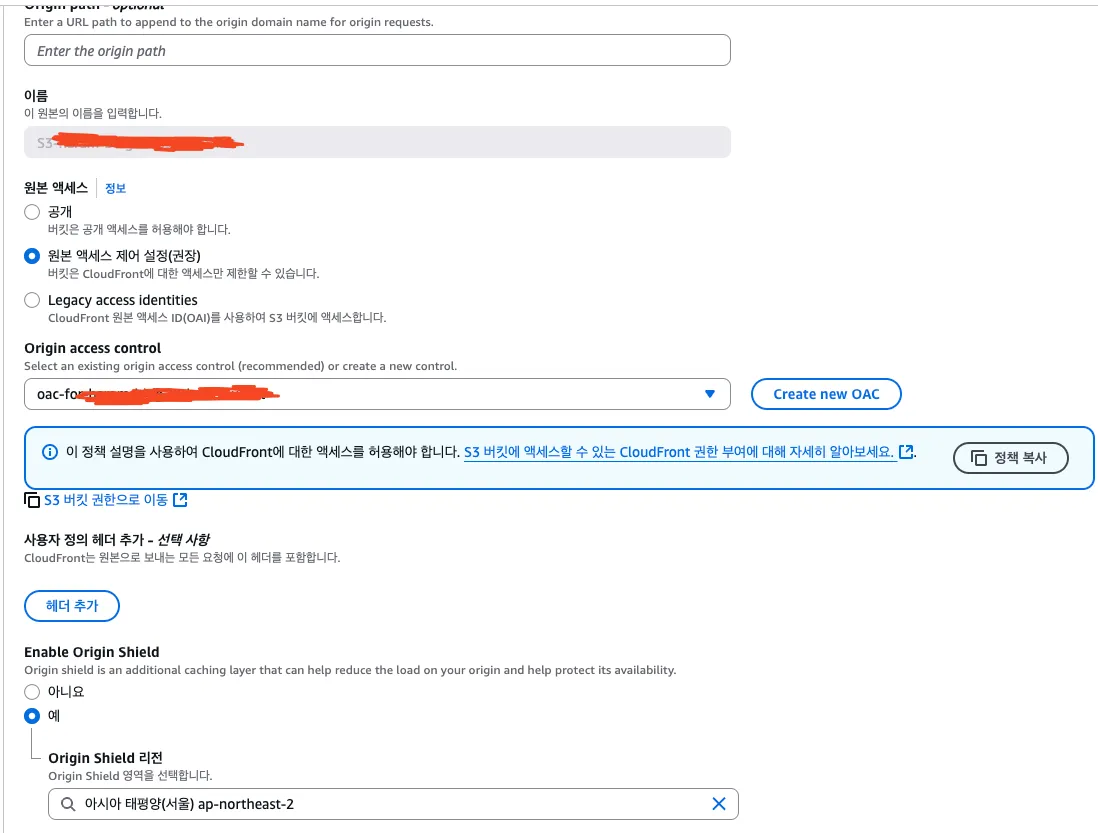 Origin path - optional
Enter a URL path to append to the origin domain name for origin requests.
Enter the origin path
이름
이 원본의 이름을 입력합니다.
원본 액세스
정보
공개
버킷은 공개 액세스를 허용해야 합니다.
원본 액세스 제어 설정(권장)
버킷은 CloudFront에 대한 액세스만 제한할 수 있습니다.
Legacy access identities
CloudFront 원본 액세스 ID(OAI)를 사용하여 S3 버킷에 액세스합니다.
Origin access control
Select an existing origin access control (recommended) or create a new control.
Create new OAC
이 정책 설명을 사용하여 CloudFront에 대한 액세스를 허용해야 합니다. S3 버킷에 액세스할 수 있는 CloudFront 권한 부여에 대해 자세히 알아보세요. .
정책 복사
S3 버킷 권한으로 이동
사용자 정의 헤더 추가 - 선택 사항
CloudFront는 원본으로 보내는 모든 요청에 이 헤더를 포함합니다.
헤더 추가
Enable Origin Shield
Origin shield is an additional caching layer that can help reduce the load on your origin and help protect its availability.
아니요
예
Origin Shield 리전
Origin Shield 영역을 선택합니다.
아시아 태평양(서울) ap-northeast-2